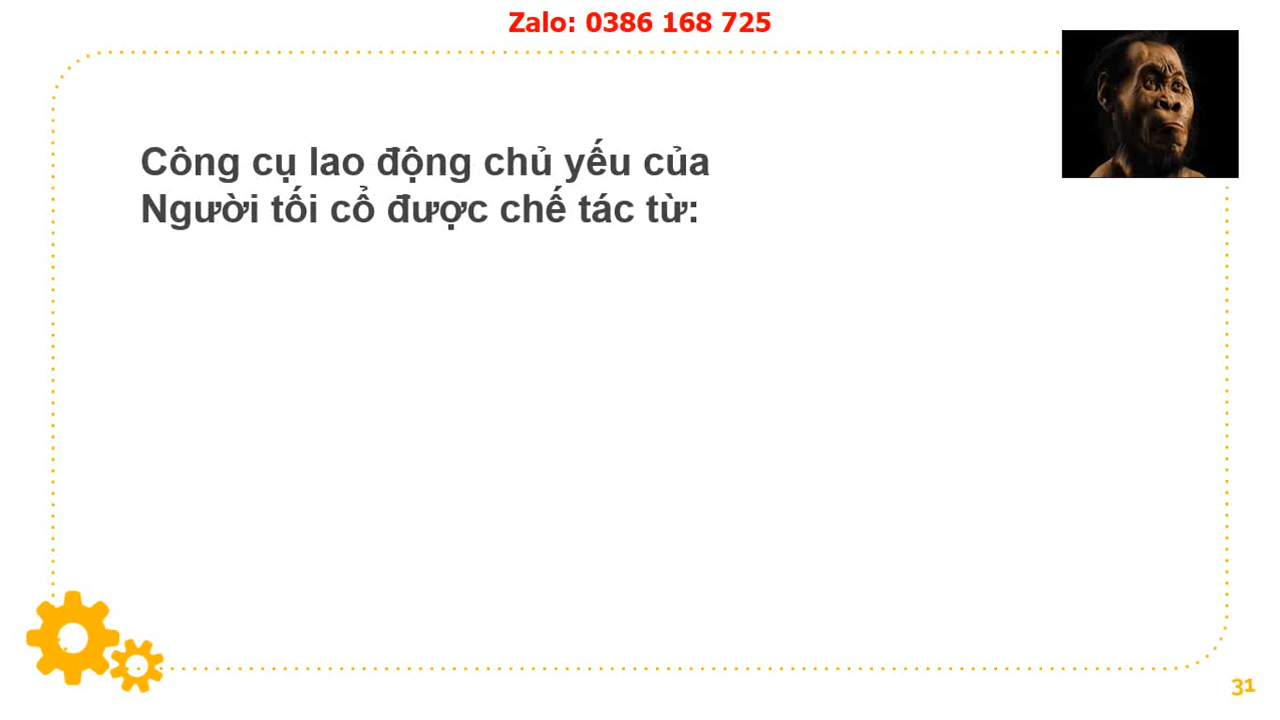 Zalo: 0386 168 725
Công cụ lao động chủ yếu của
Người tối cổ được chế tác từ:
31